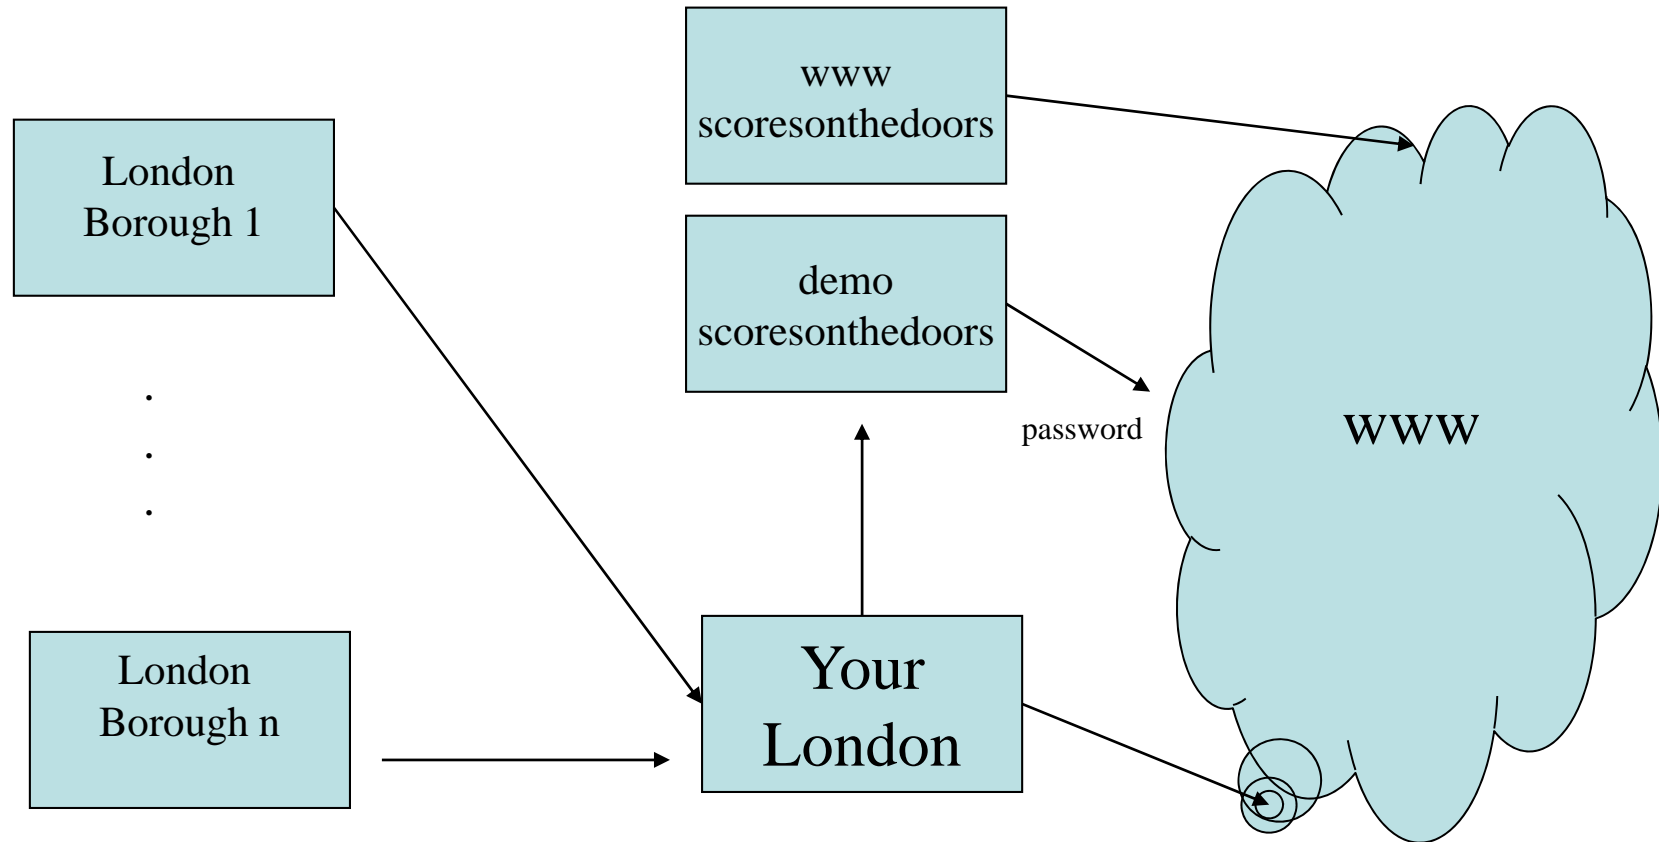 London
Borough 1
.
.
.
London
Borough n
www
scoresonthedoors
demo
scoresonthedoors
password
Your
London
www